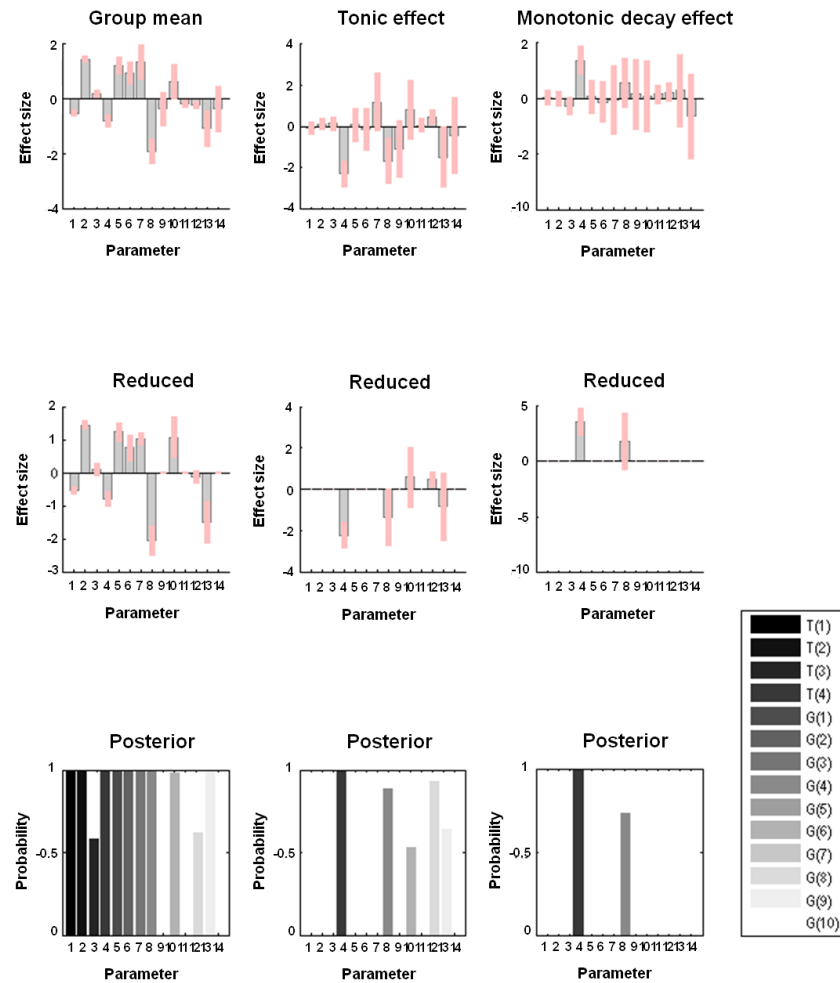 Group mean
Tonic effect
Monotonic decay effect
2
0
-2
-4
Effect size
1 2 3 4 5 6 7 8 9 10 11 12 13 14
Parameter
4
2
0
-2
-4
Effect size
1 2 3 4 5 6 7 8 9 10 11 12 13 14
Parameter
2
0
-2
-10
Effect size
1 2 3 4 5 6 7 8 9 10 11 12 13 14
Parameter
Reduced
Reduced
Reduced
2
1
0
-1
-2
-3
Effect size
1 2 3 4 5 6 7 8 9 10 11 12 13 14
Parameter
4
2
0
-2
-4
Effect size
1 2 3 4 5 6 7 8 9 10 11 12 13 14
Parameter
5
0
-5
-10
Effect size
1 2 3 4 5 6 7 8 9 10 11 12 13 14
Parameter
T(1)
T(2)
T(3)
T(4)
G(1)
G(2)
G(3)
G(4)
G(5)
G(6)
G(7)
G(8)
G(9)
G(10)
Posterior
Posterior
Posterior
1
-0.5
0
Probability
1 2 3 4 5 6 7 8 9 10 11 12 13 14
Parameter
1
-0.5
0
Probability
1 2 3 4 5 6 7 8 9 10 11 12 13 14
Parameter
1
-0.5
0
Probability
1 2 3 4 5 6 7 8 9 10 11 12 13 14
Parameter